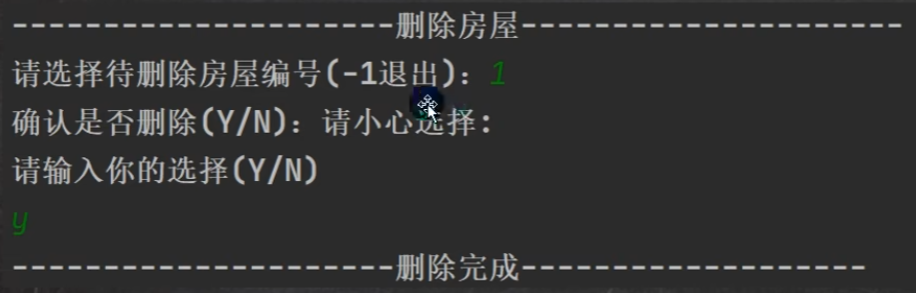 ----------------------删除房屋----------------------
请选择待删除房屋编号(-1退出)：1
确认是否删除(Y/N)：请小心选择:
请输入你的选择(Y/N)
y
----------------------删除完成--------------------